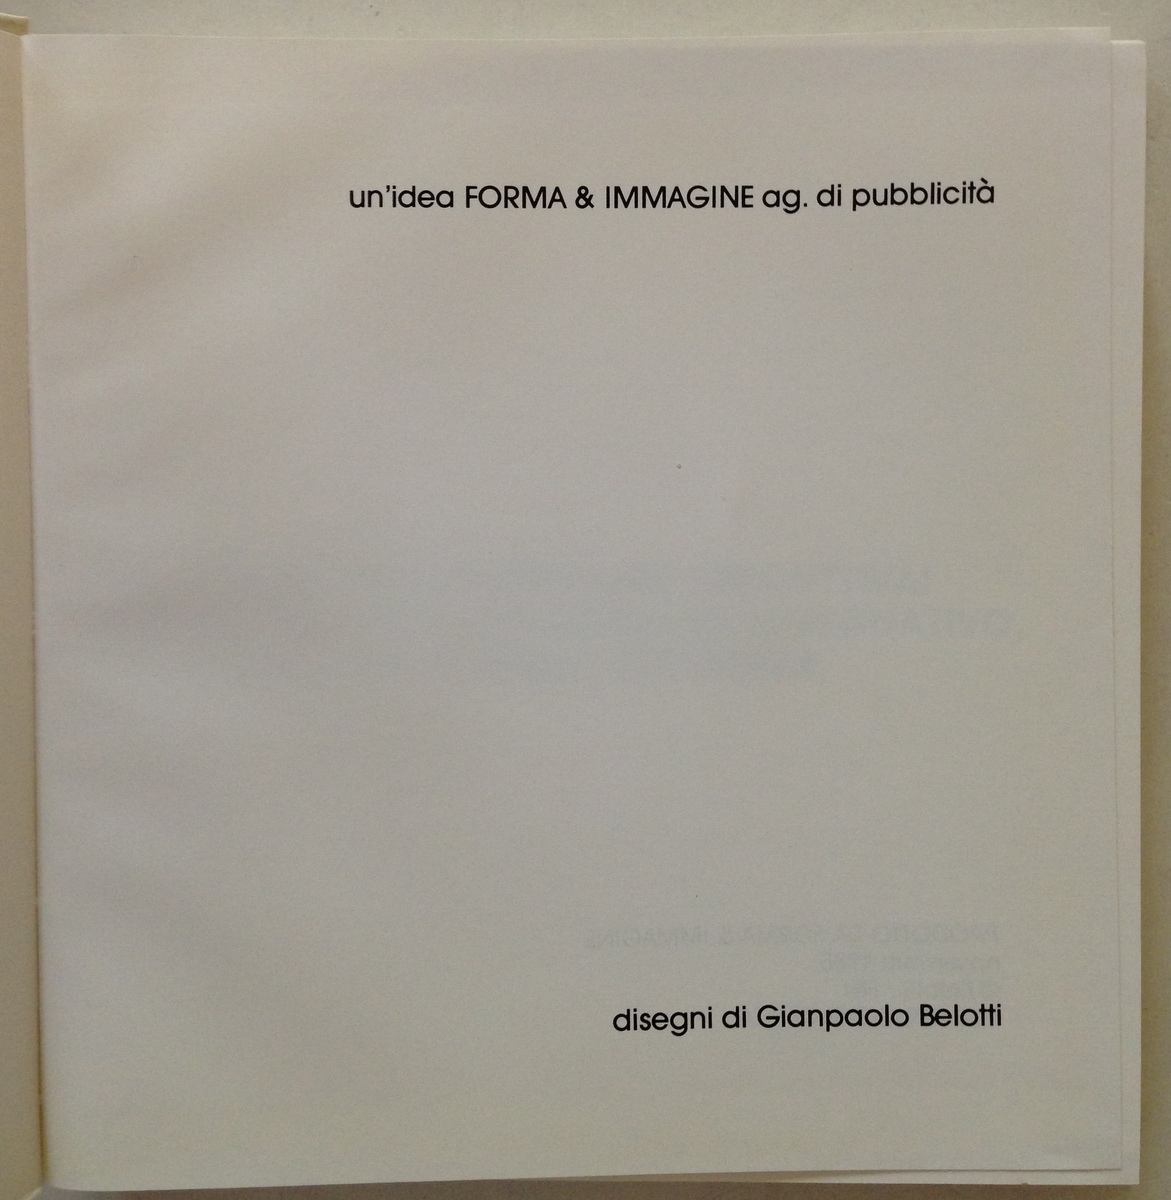 un'idea FORMA & IMMAGINE ag. di pubblicità
disegni di Gianpaolo Belotti